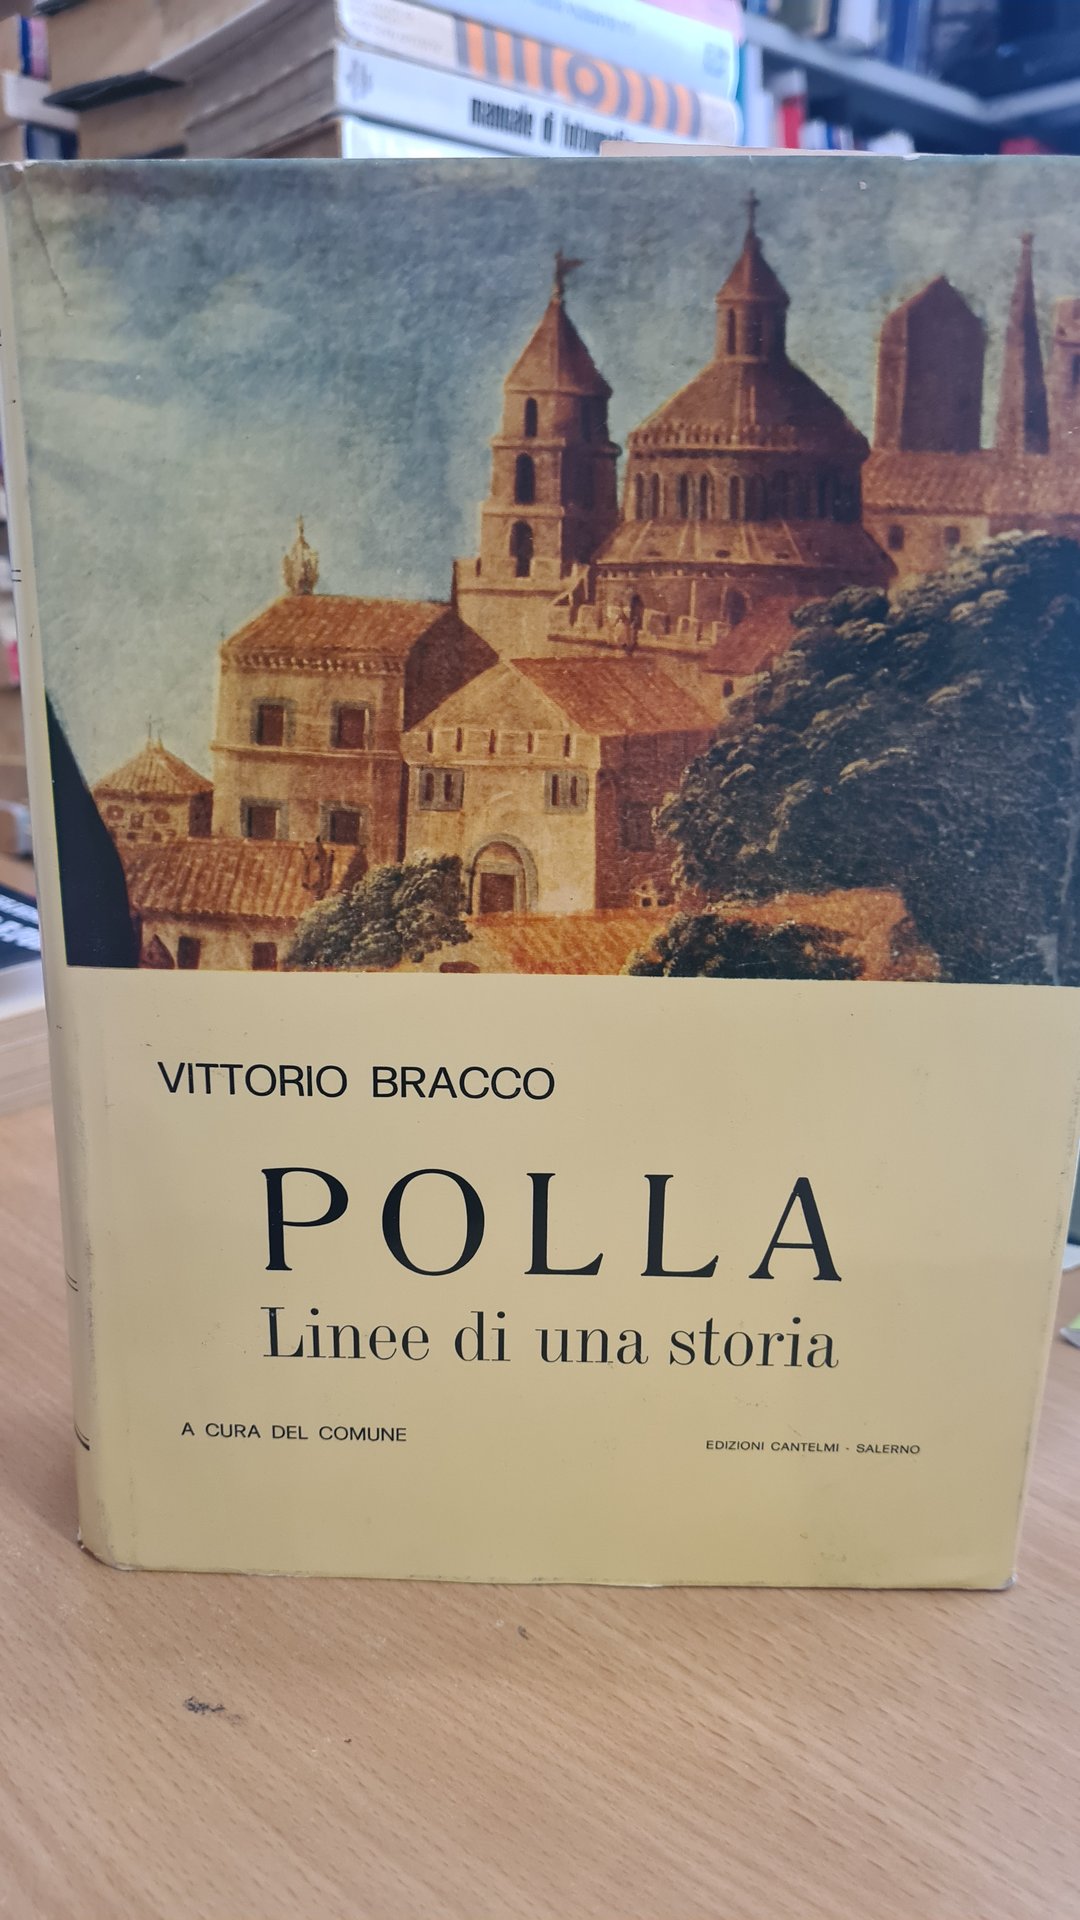 manuale di fotografia
VITTORIO BRACCO
POLLA
Linee di una storia
A CURA DEL COMUNE
EDIZIONI CANTELMI - SALERNO